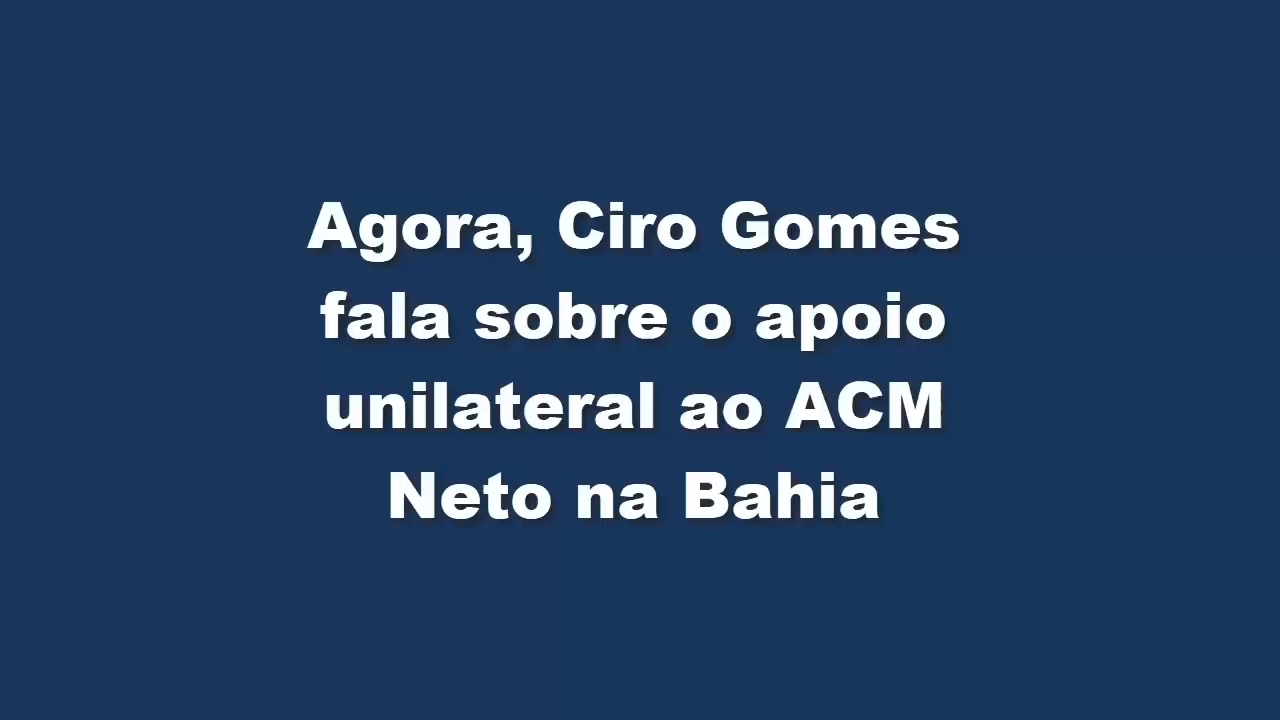 Agora, Ciro Gomes
fala sobre o apoio
unilateral ao ACM
Neto na Bahia